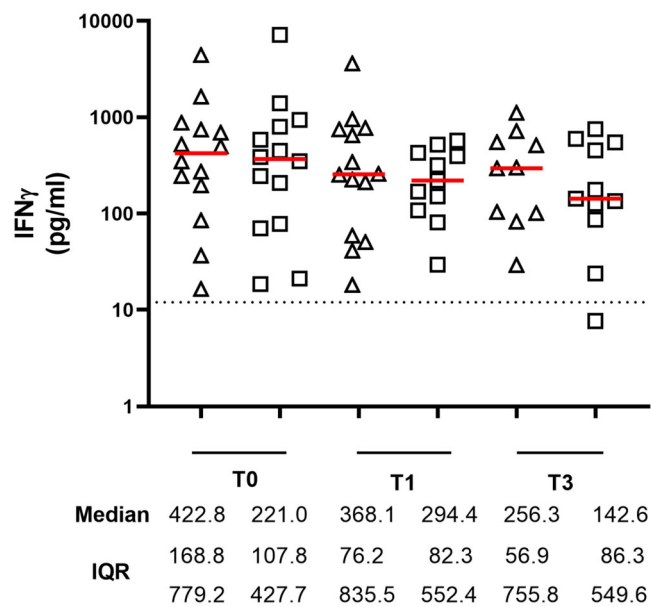 10000
1000
100
10
1
IFNγ
(pg/ml)
T0 T1 T3
Median 422.8 221.0 368.1 294.4 256.3 142.6
IQR
168.8 107.8 76.2 82.3 56.9 86.3
779.2 427.7 835.5 552.4 755.8 549.6